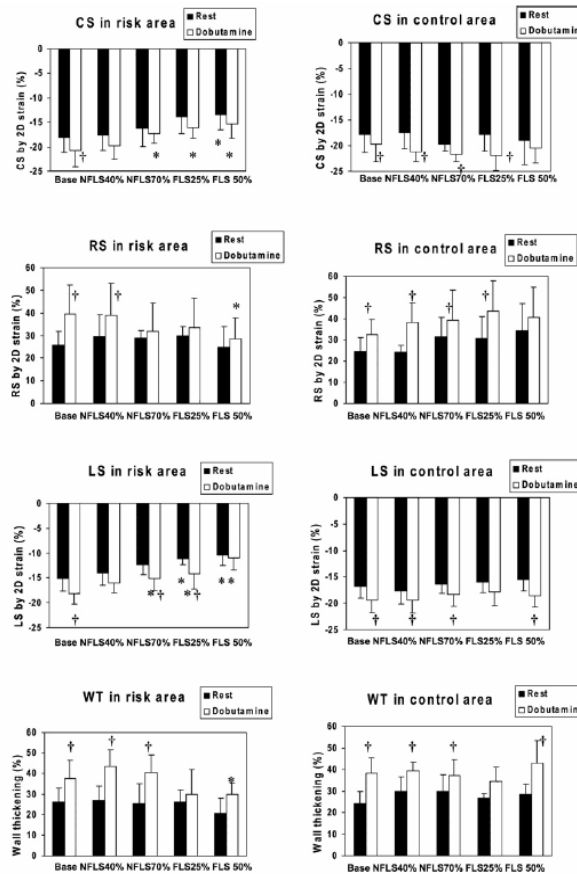 CS in risk area
Rest
Dobutamine
CS by 2D strain (%)
0
-5
-10
-15
-20
-25
† * * * *
Base NFLS40% NFLS70% FLS25% FLS 50%
CS in control area
Rest
Dobutamine
CS by 2D strain (%)
0
-5
-10
-15
-20
-25
† † † †
Base NFLS40% NFLS70% FLS25% FLS 50%
RS in risk area
Rest
Dobutamine
RS by 2D strain (%)
60
50
40
30
20
10
0
† † *
Base NFLS40% NFLS70% FLS25% FLS 50%
RS in control area
Rest
Dobutamine
RS by 2D strain (%)
60
50
40
30
20
10
0
† † † †
Base NFLS40% NFLS70% FLS25% FLS 50%
LS in risk area
Rest
Dobutamine
LS by 2D strain (%)
0
-5
-10
-15
-20
-25
† *† * *† * *
Base NFLS40% NFLS70% FLS25% FLS 50%
LS in control area
Rest
Dobutamine
LS by 2D strain (%)
0
-5
-10
-15
-20
-25
† † † †
Base NFLS40% NFLS70% FLS25% FLS 50%
WT in risk area
Rest
Dobutamine
Wall thickening (%)
60
50
40
30
20
10
0
† † † *
Base NFLS40% NFLS70% FLS25% FLS 50%
WT in control area
Rest
Dobutamine
Wall thickening (%)
60
50
40
30
20
10
0
† † † †
Base NFLS40% NFLS70% FLS25% FLS 50%